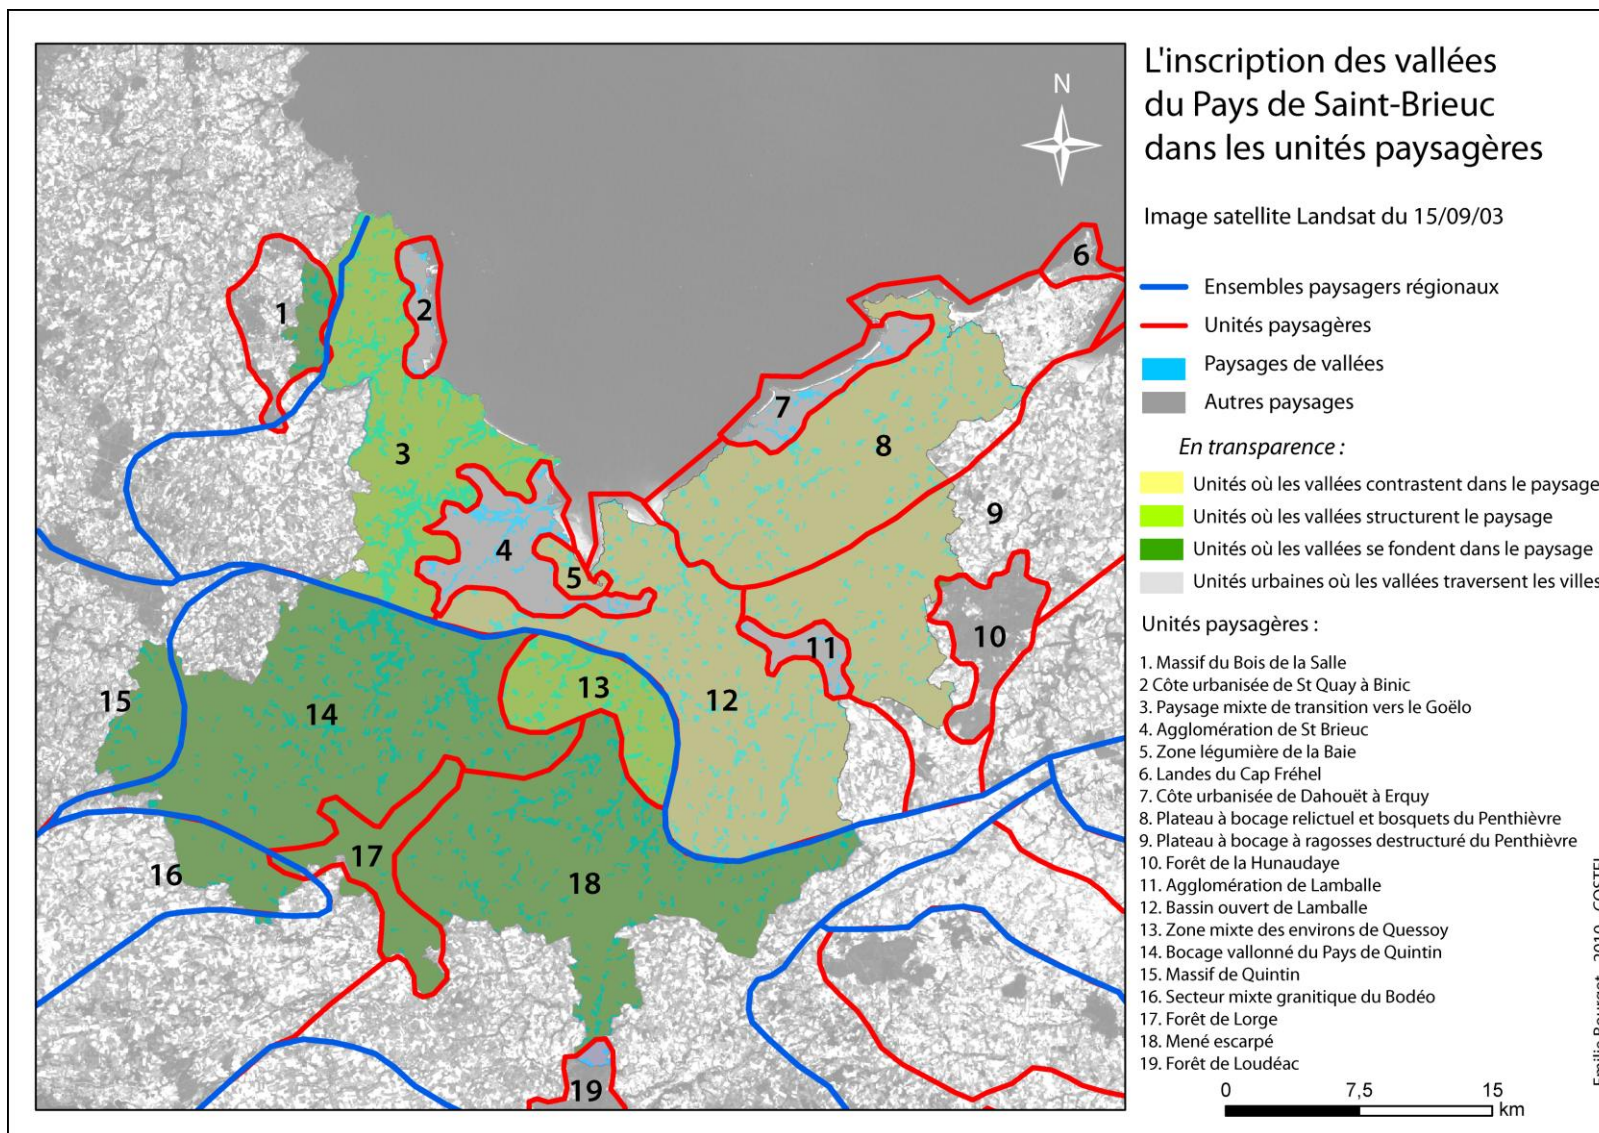 L'inscription des vallées
du Pays de Saint-Brieuc
dans les unités paysagères
Image satellite Landsat du 15/09/03
Ensembles paysagers régionaux
Unités paysagères
Paysages de vallées
Autres paysages
En transparence :
Unités où les vallées contrastent dans le paysage
Unités où les vallées structurent le paysage
Unités où les vallées se fondent dans le paysage
Unités urbaines où les vallées traversent les villes
Unités paysagères :
1. Massif du Bois de la Salle
2 Côte urbanisée de St Quay à Binic
3. Paysage mixte de transition vers le Goëlo
4. Agglomération de St Brieuc
5. Zone légumière de la Baie
6. Landes du Cap Fréhel
7. Côte urbanisée de Dahouët à Erquy
8. Plateau à bocage relictuel et bosquets du Penthièvre
9. Plateau à bocage à ragosses destructuré du Penthièvre
10. Forêt de la Hunaudaye
11. Agglomération de Lamballe
12. Bassin ouvert de Lamballe
13. Zone mixte des environs de Quessoy
14. Bocage vallonné du Pays de Quintin
15. Massif de Quintin
16. Secteur mixte granitique du Bodéo
17. Forêt de Lorge
18. Mené escarpé
19. Forêt de Loudéac
0 7,5 15
km
N
1
2
3
4
5
6
7
8
9
10
11
12
13
14
15
16
17
18
19